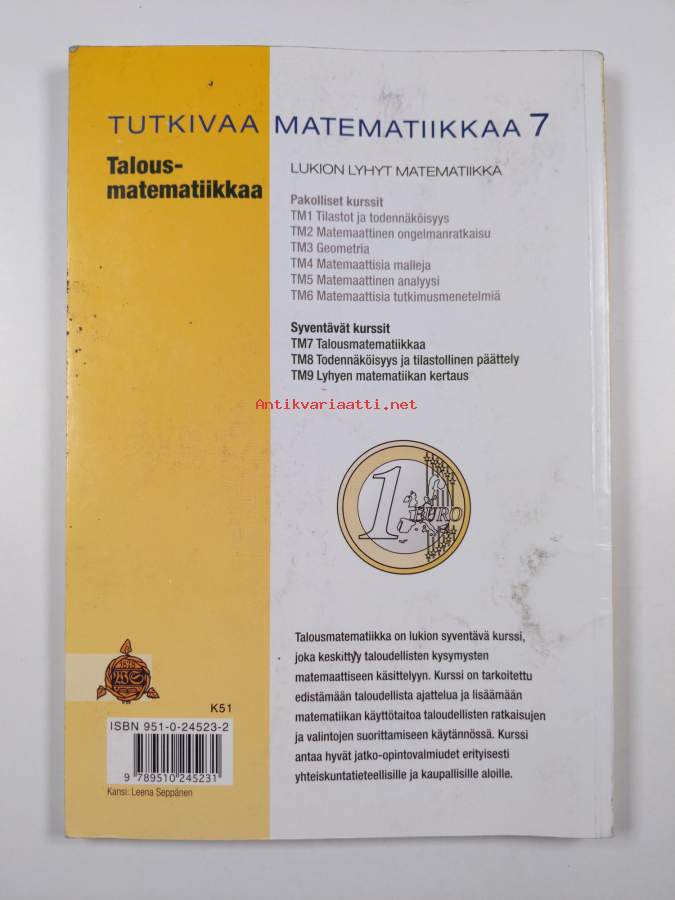 TUTKIVAA MATEMATIIKKAA 7
Talous-
matematiikkaa
LUKION LYHYT MATEMATIIKKA
Pakolliset kurssit
TM1 Tilastot ja todennäköisyys
TM2 Matemaattinen ongelmanratkaisu
TM3 Geometria
TM4 Matemaattisia malleja
TM5 Matemaattinen analyysi
TM6 Matemaattisia tutkimusmenetelmiä
Syventävät kurssit
TM7 Talousmatematiikkaa
TM8 Todennäköisyys ja tilastollinen päättely
TM9 Lyhyen matematiikan kertaus
Antikvariaatti.net
1 EURO
Talousmatematiikka on lukion syventävä kurssi,
joka keskittyy taloudellisten kysymysten
matemaattiseen käsittelyyn. Kurssi on tarkoitettu
edistämään taloudellista ajattelua ja lisäämään
matematiikan käyttötaitoa taloudellisten ratkaisujen
ja valintojen suorittamiseen käytännössä. Kurssi
antaa hyvät jatko-opintovalmiudet erityisesti
yhteiskuntatieteellisille ja kaupallisille aloille.
WS
K51
ISBN 951-0-24523-2
9 789510 245231
Kansi: Leena Seppänen